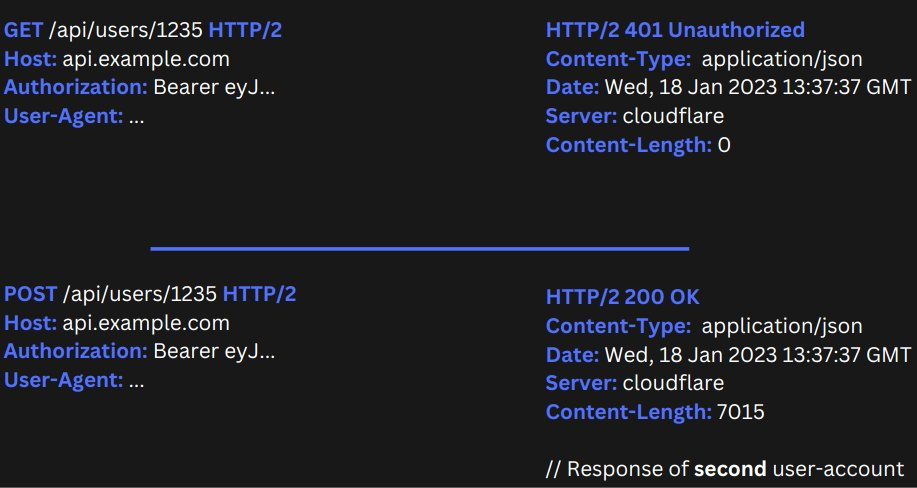 GET /api/users/1235 HTTP/2
Host: api.example.com
Authorization: Bearer eyJ...
User-Agent: ...
HTTP/2 401 Unauthorized
Content-Type: application/json
Date: Wed, 18 Jan 2023 13:37:37 GMT
Server: cloudflare
Content-Length: 0
POST /api/users/1235 HTTP/2
Host: api.example.com
Authorization: Bearer eyJ...
User-Agent: ...
HTTP/2 200 OK
Content-Type: application/json
Date: Wed, 18 Jan 2023 13:37:37 GMT
Server: cloudflare
Content-Length: 7015
// Response of second user-account